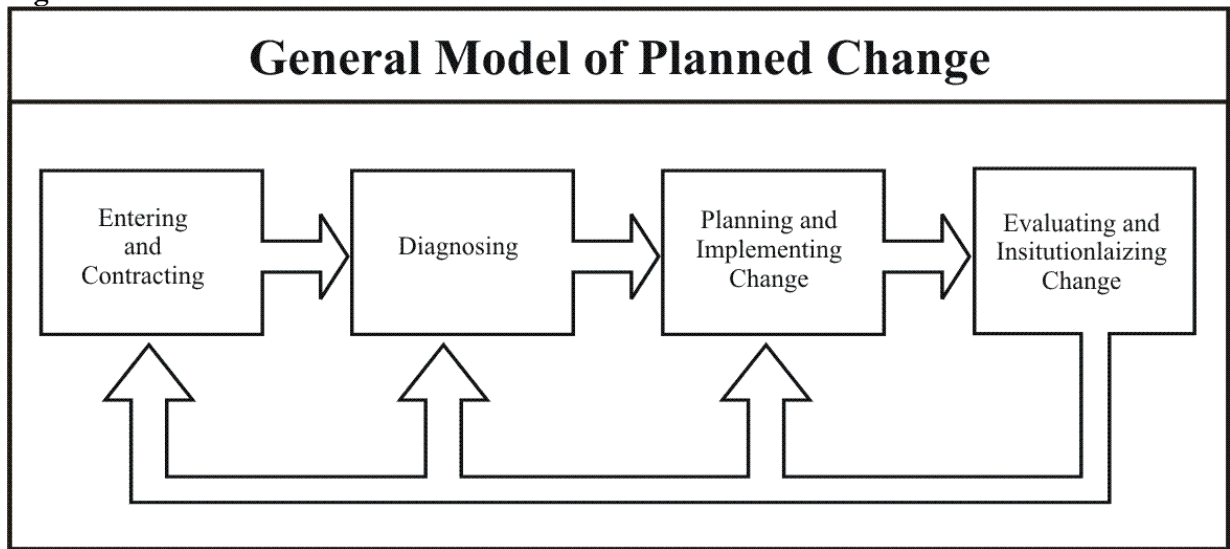 General Model of Planned Change
Entering
and
Contracting
Diagnosing
Planning and
Implementing
Change
Evaluating and
Insitutionlaizing
Change